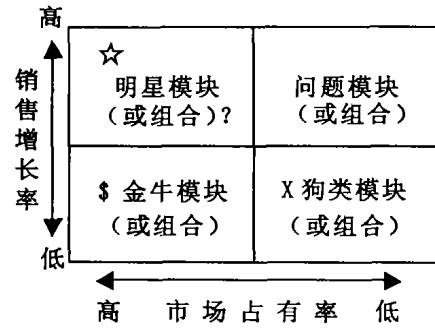 高
☆
明星模块
（或组合）?
问题模块
（或组合）
销售增长率
$ 金牛模块
（或组合）
X 狗类模块
（或组合）
低
高 市场占有率 低